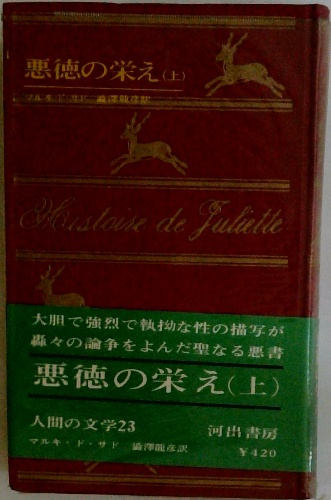 悪徳の栄え(上)
マルキ・ド・サド 澁澤龍彦訳
Histoire de Juliette
大胆で強烈で執拗な性の描写が
轟々の論争をよんだ聖なる悪書
悪徳の栄え(上)
人間の文学23 河出書房
マルキ・ド・サド 澁澤龍彦訳 ¥420